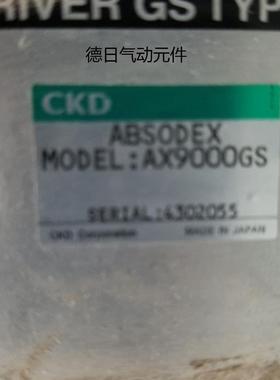 RIVER GS TYP
德日气动元件
CKD
ABSODEX
MODEL:AX9000GS
SERIAL:4302055
CKD Corporation MADE IN JAPAN